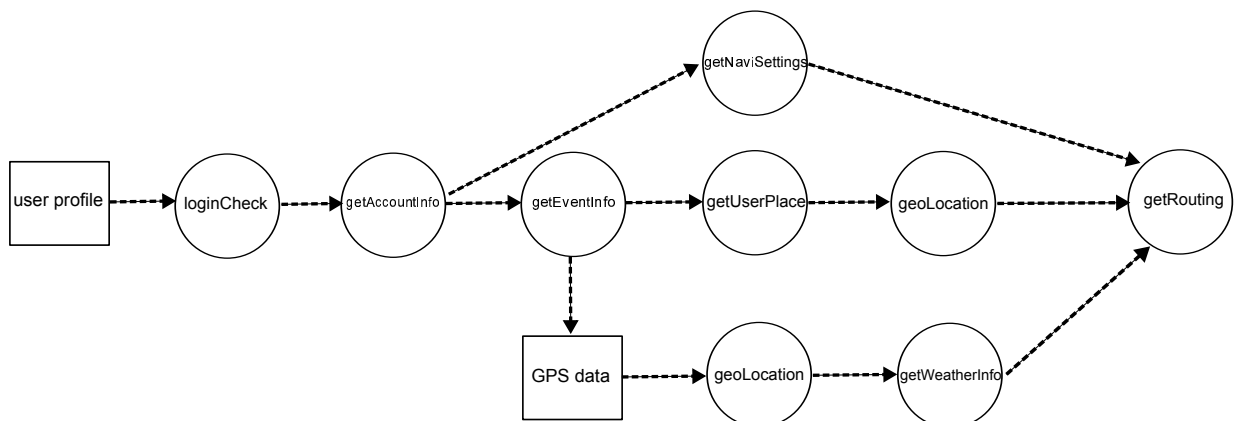 getNaviSettings
user profile
loginCheck
getAccountInfo
getEventInfo
getUserPlace
geoLocation
getRouting
GPS data
geoLocation
getWeatherInfo